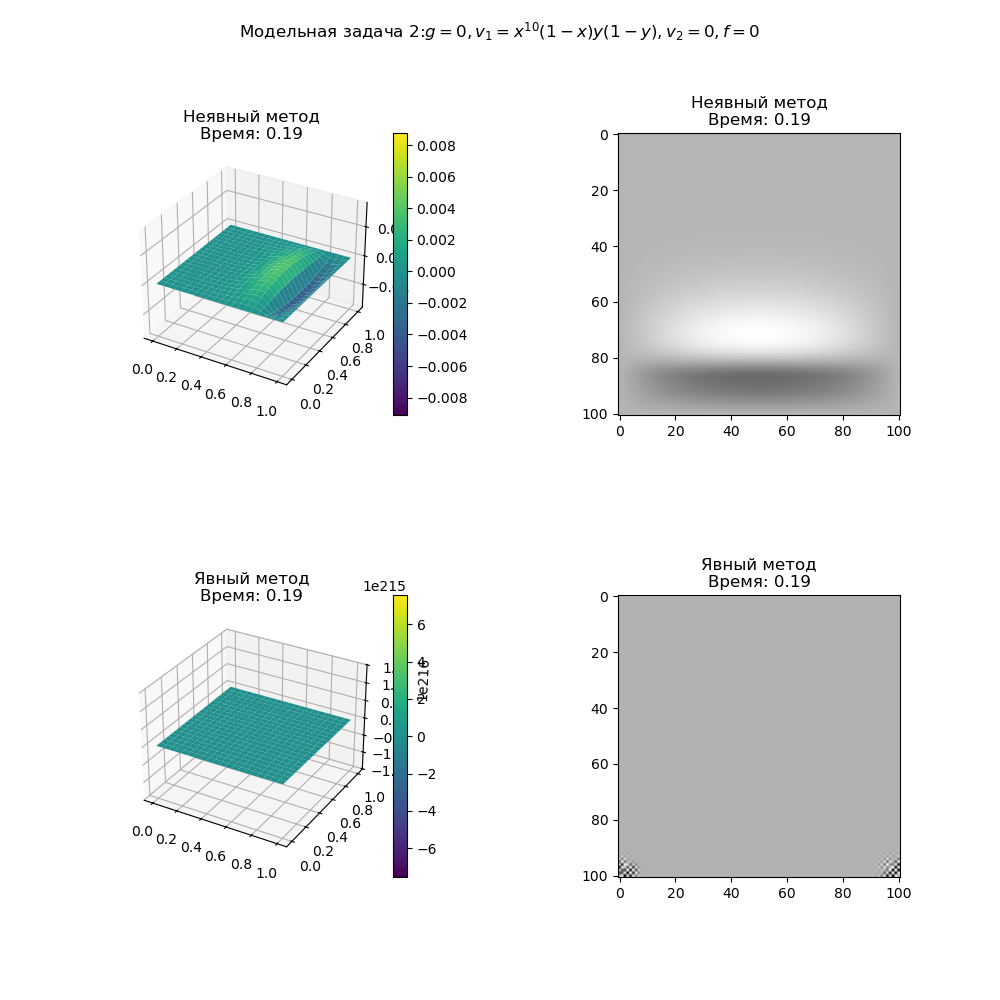 Модельная задача 2:g = 0, v₁ = x¹⁰(1 − x)y(1 − y), v₂ = 0, f = 0
Неявный метод
Время: 0.19
0.008
0.006
0.004
0.002
0.000
−0.002
−0.004
−0.006
−0.008
0.0 0.2 0.4 0.6 0.8 1.0
0.0 0.2 0.4 0.6 0.8 1.0
Неявный метод
Время: 0.19
0
20
40
60
80
100
0 20 40 60 80 100
Явный метод
Время: 0.19
1e215
6
4
2
0
−2
−4
−6
1e216
0.0 0.2 0.4 0.6 0.8 1.0
0.0 0.2 0.4 0.6 0.8 1.0
Явный метод
Время: 0.19
0
20
40
60
80
100
0 20 40 60 80 100